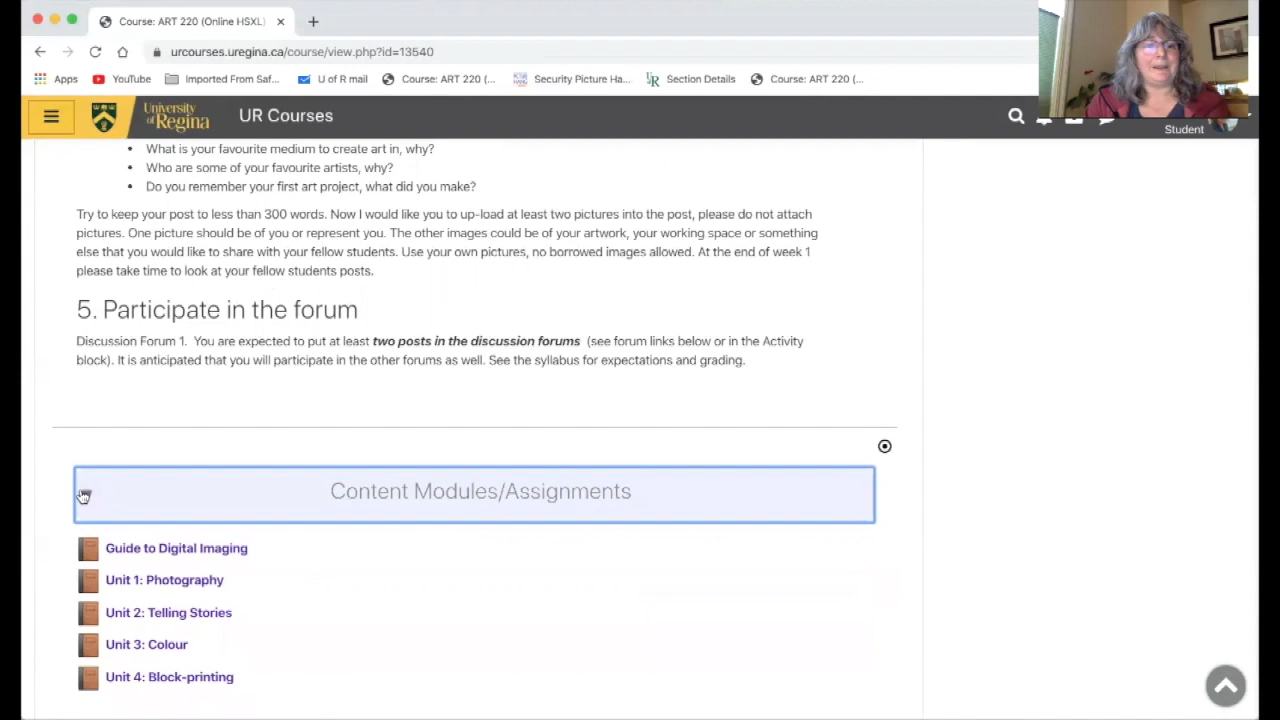 Course: ART 220 (Online HSXL)
urcourses.uregina.ca/course/view.php?id=13540
Apps YouTube Imported From Saf... U of R mail Course: ART 220 (... Security Picture Ha... Section Details Course: ART 220 (...
University of Regina
UR Courses
Student
• What is your favourite medium to create art in, why?
• Who are some of your favourite artists, why?
• Do you remember your first art project, what did you make?
Try to keep your post to less than 300 words. Now I would like you to up-load at least two pictures into the post, please do not attach
pictures. One picture should be of you or represent you. The other images could be of your artwork, your working space or something
else that you would like to share with your fellow students. Use your own pictures, no borrowed images allowed. At the end of week 1
please take time to look at your fellow students posts.
5. Participate in the forum
Discussion Forum 1. You are expected to put at least two posts in the discussion forums (see forum links below or in the Activity
block). It is anticipated that you will participate in the other forums as well. See the syllabus for expectations and grading.
Content Modules/Assignments
Guide to Digital Imaging
Unit 1: Photography
Unit 2: Telling Stories
Unit 3: Colour
Unit 4: Block-printing